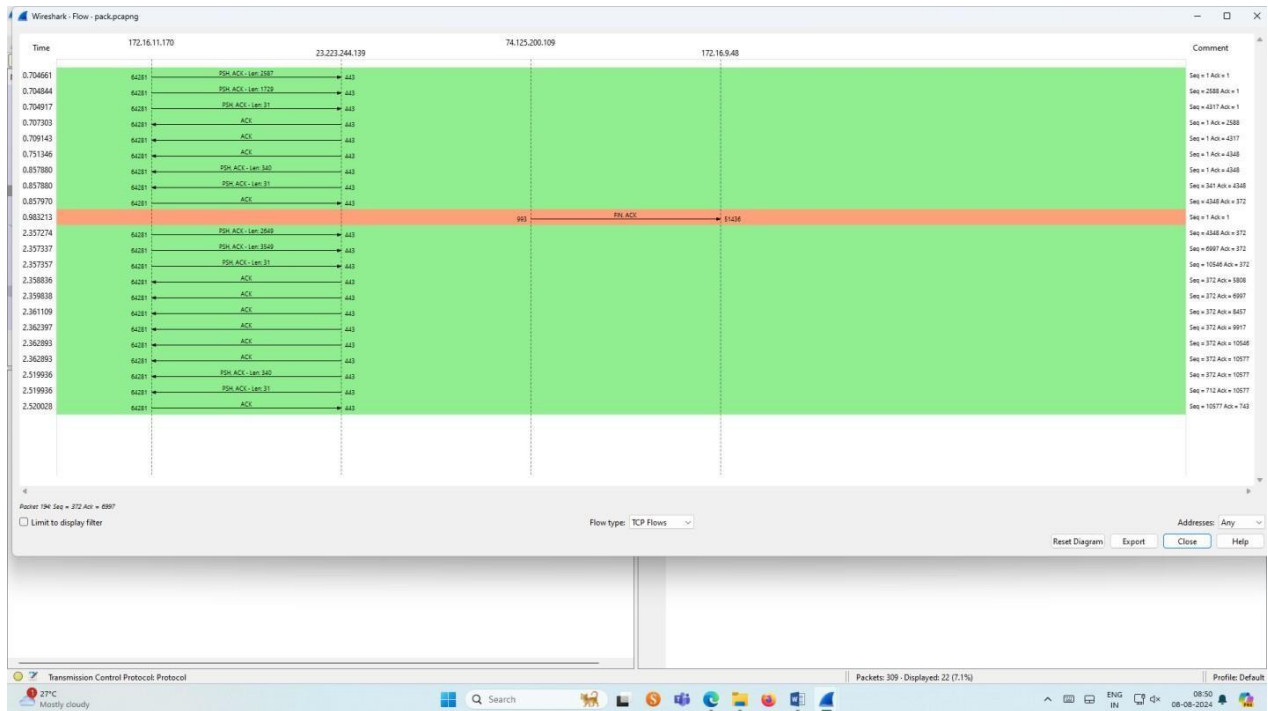 Wireshark · Flow · pack.pcapng
Time 172.16.11.170 23.223.244.139 74.125.200.109 172.16.9.48 Comment
0.704661 64281 PSH, ACK - Len: 2587 443 Seq = 1 Ack = 1
0.704844 64281 PSH, ACK - Len: 1729 443 Seq = 2588 Ack = 1
0.704917 64281 PSH, ACK - Len: 31 443 Seq = 4317 Ack = 1
0.707303 64281 ACK 443 Seq = 1 Ack = 2588
0.709143 64281 ACK 443 Seq = 1 Ack = 4317
0.751346 64281 ACK 443 Seq = 1 Ack = 4348
0.857880 64281 PSH, ACK - Len: 340 443 Seq = 1 Ack = 4348
0.857880 64281 PSH, ACK - Len: 31 443 Seq = 341 Ack = 4348
0.857970 64281 ACK 443 Seq = 4348 Ack = 372
0.983213 993 FIN, ACK 51436 Seq = 1 Ack = 1
2.357274 64281 PSH, ACK - Len: 2649 443 Seq = 4348 Ack = 372
2.357337 64281 PSH, ACK - Len: 3549 443 Seq = 6997 Ack = 372
2.357357 64281 PSH, ACK - Len: 31 443 Seq = 10546 Ack = 372
2.358836 64281 ACK 443 Seq = 372 Ack = 5808
2.359838 64281 ACK 443 Seq = 372 Ack = 6997
2.361109 64281 ACK 443 Seq = 372 Ack = 8457
2.362397 64281 ACK 443 Seq = 372 Ack = 9917
2.362893 64281 ACK 443 Seq = 372 Ack = 10546
2.362893 64281 ACK 443 Seq = 372 Ack = 10577
2.519936 64281 PSH, ACK - Len: 340 443 Seq = 372 Ack = 10577
2.519936 64281 PSH, ACK - Len: 31 443 Seq = 712 Ack = 10577
2.520028 64281 ACK 443 Seq = 10577 Ack = 743
Packet 194: Seq = 372 Ack = 6997
Limit to display filter Flow type: TCP Flows Addresses: Any
Reset Diagram Export Close Help
Transmission Control Protocol: Protocol Packets: 309 · Displayed: 22 (7.1%) Profile: Default
1
27°C
Mostly cloudy
Search
ENG
IN
08:50
08-08-2024